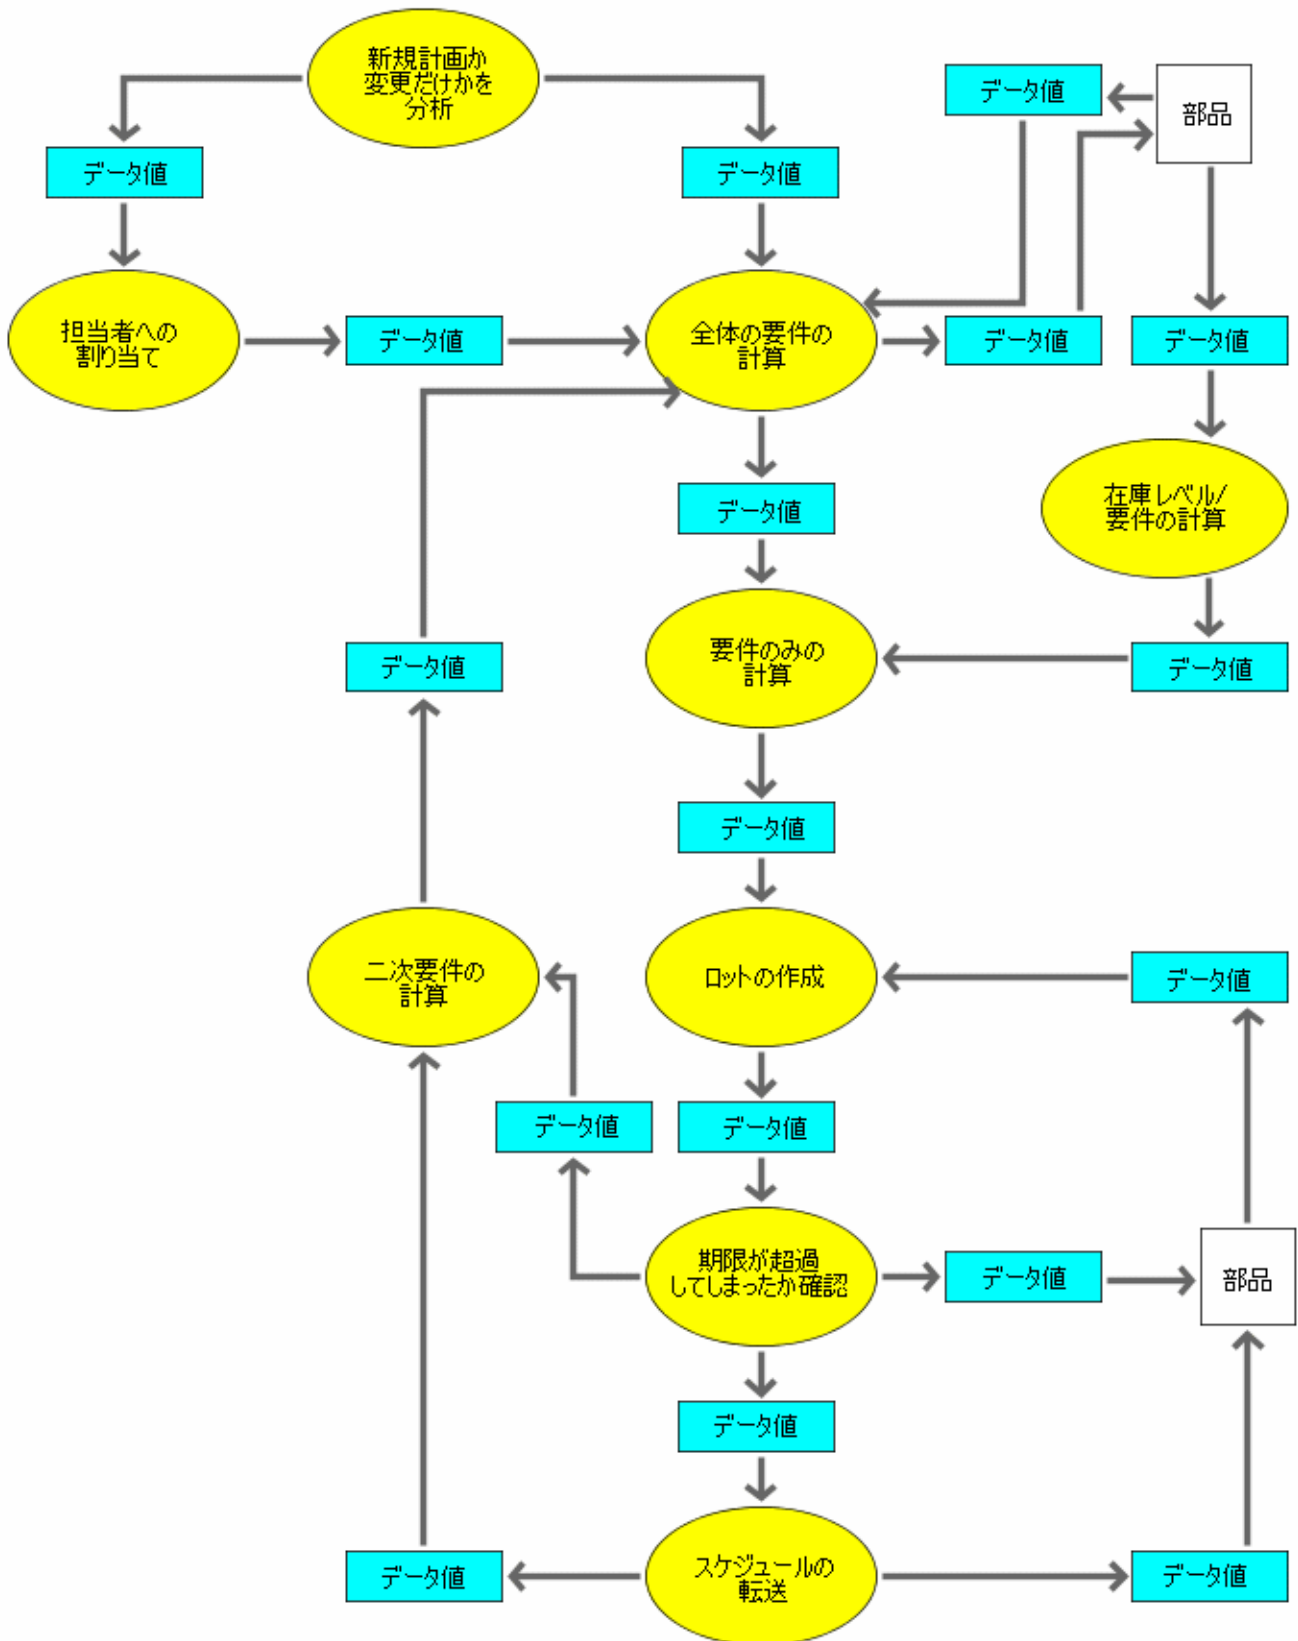 新規計画か
変更だけかを
分析
データ値
部品
データ値
データ値
担当者への
割り当て
データ値
全体の要件の
計算
データ値
データ値
データ値
在庫レベル/
要件の計算
要件のみの
計算
データ値
データ値
データ値
二次要件の
計算
ロットの作成
データ値
データ値
データ値
期限が超過
してしまったか確認
データ値
部品
データ値
スケジュールの
転送
データ値
データ値